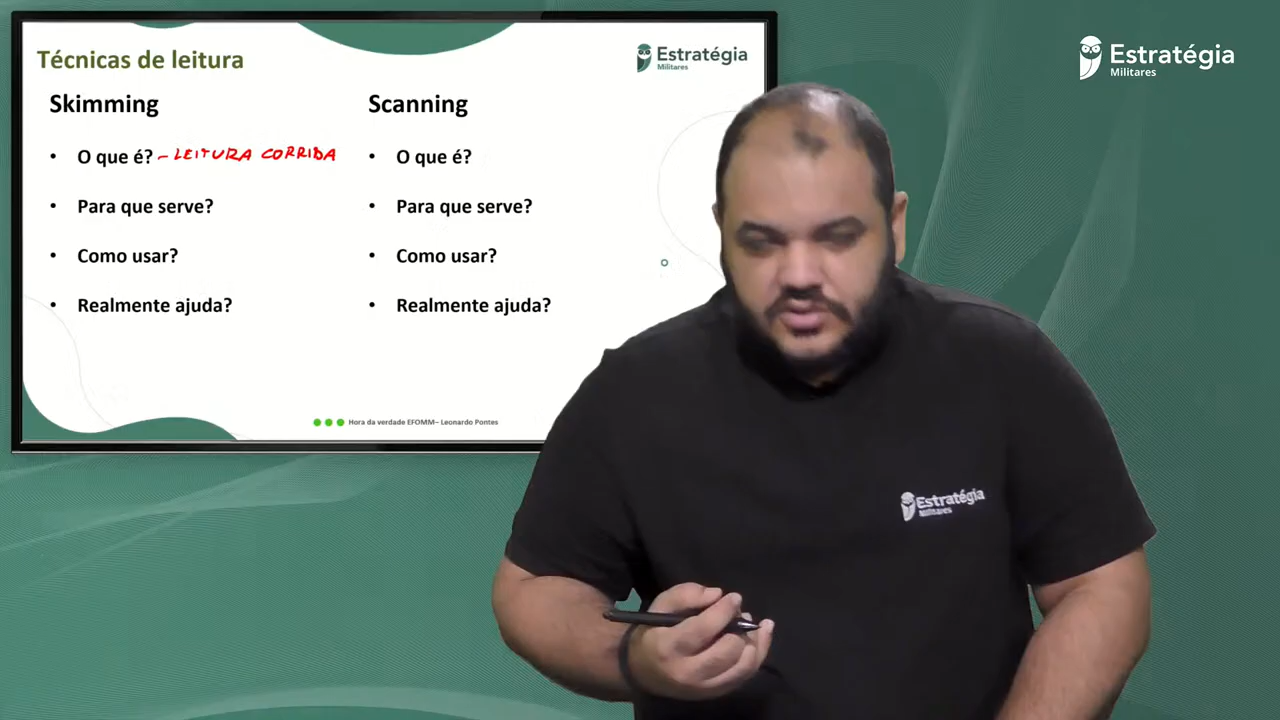 Técnicas de leitura
Estratégia
Militares
Skimming
• O que é? – LEITURA CORRIDA
• Para que serve?
• Como usar?
• Realmente ajuda?
Scanning
• O que é?
• Para que serve?
• Como usar?
• Realmente ajuda?
Hora da verdade EFOMM– Leonardo Pontes
Estratégia
Militares
Estratégia
Militares